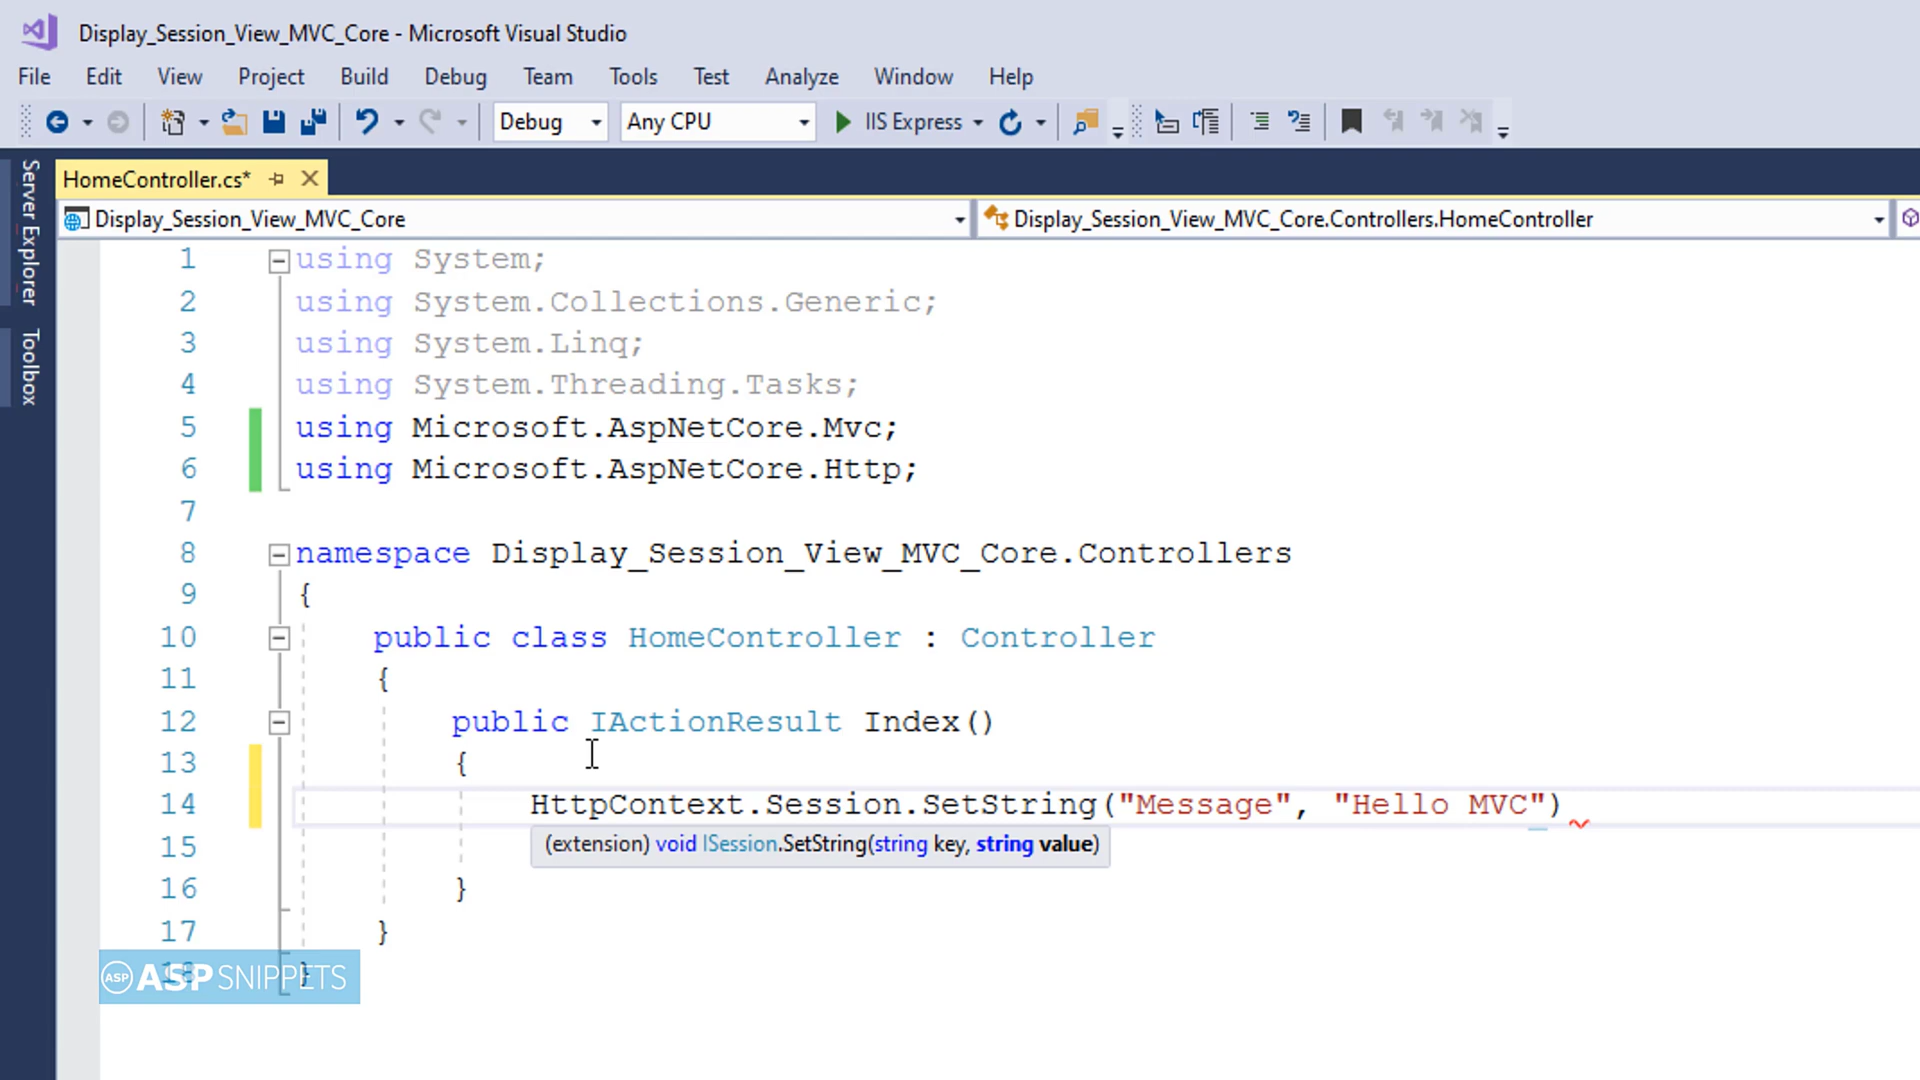 Display_Session_View_MVC_Core - Microsoft Visual Studio
File Edit View Project Build Debug Team Tools Test Analyze Window Help
Debug Any CPU IIS Express
Server Explorer
Toolbox
HomeController.cs*
Display_Session_View_MVC_Core Display_Session_View_MVC_Core.Controllers.HomeController
1 using System;
2 using System.Collections.Generic;
3 using System.Linq;
4 using System.Threading.Tasks;
5 using Microsoft.AspNetCore.Mvc;
6 using Microsoft.AspNetCore.Http;
7
8 namespace Display_Session_View_MVC_Core.Controllers
9 {
10 public class HomeController : Controller
11 {
12 public IActionResult Index()
13 {
14 HttpContext.Session.SetString("Message", "Hello MVC")
(extension) void ISession.SetString(string key, string value)
15
16 }
17 }
18 }
ASP ASPSNIPPETS